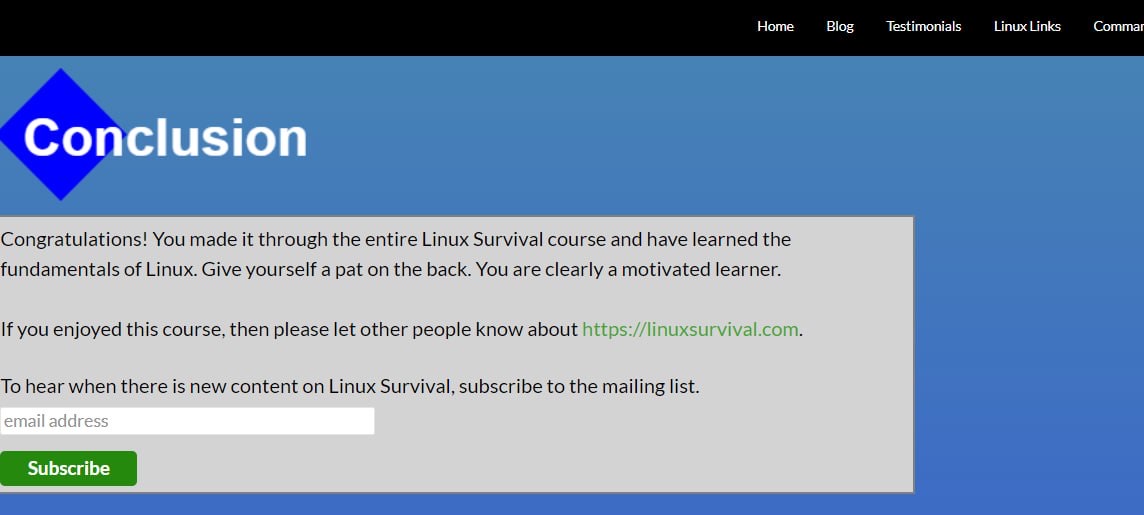 Home Blog Testimonials Linux Links
Conclusion
Congratulations! You made it through the entire Linux Survival course and have learned the
fundamentals of Linux. Give yourself a pat on the back. You are clearly a motivated learner.
If you enjoyed this course, then please let other people know about https://linuxsurvival.com.
To hear when there is new content on Linux Survival, subscribe to the mailing list.
email address
Subscribe